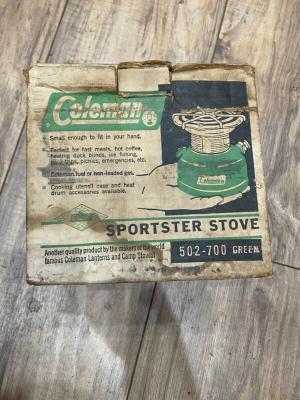 Coleman
Small enough to fit in your hand.
Perfect for fast meals, hot coffee,
heating duck blinds, ice fishing,
picnics, emergencies, etc.
Coleman fuel or non-leaded gas.
Cooking utensil case and heat
drum accessories available.
Coleman
SPORTSTER STOVE
Another quality product by the makers of the world
famous Coleman Lanterns and Camp Stoves
502-700 GREEN